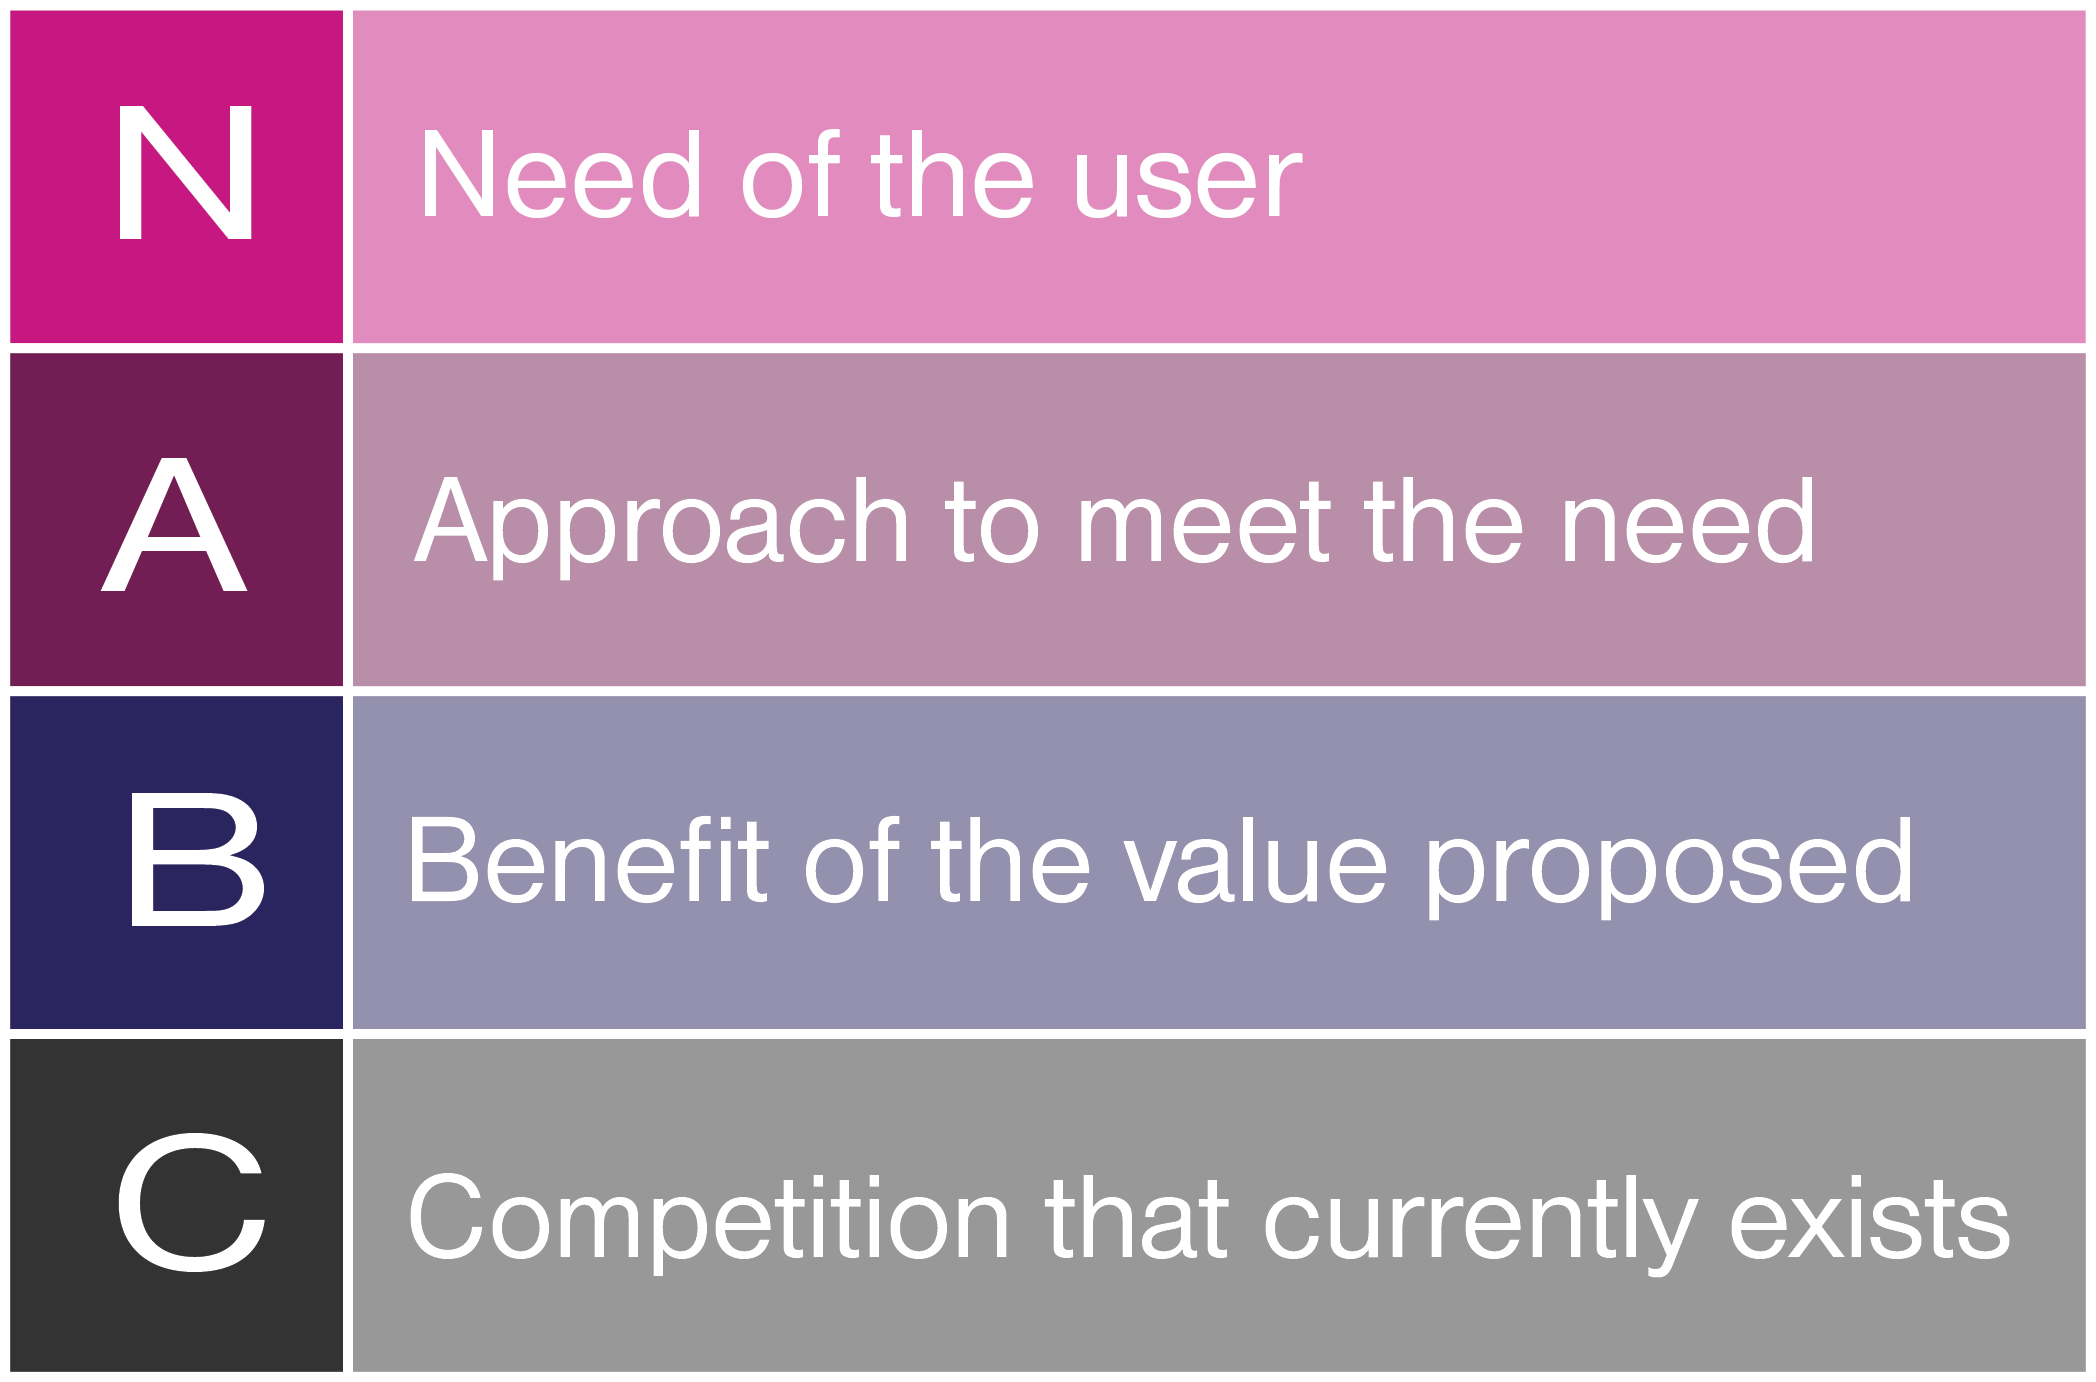 N Need of the user
A Approach to meet the need
B Benefit of the value proposed
C Competition that currently exists